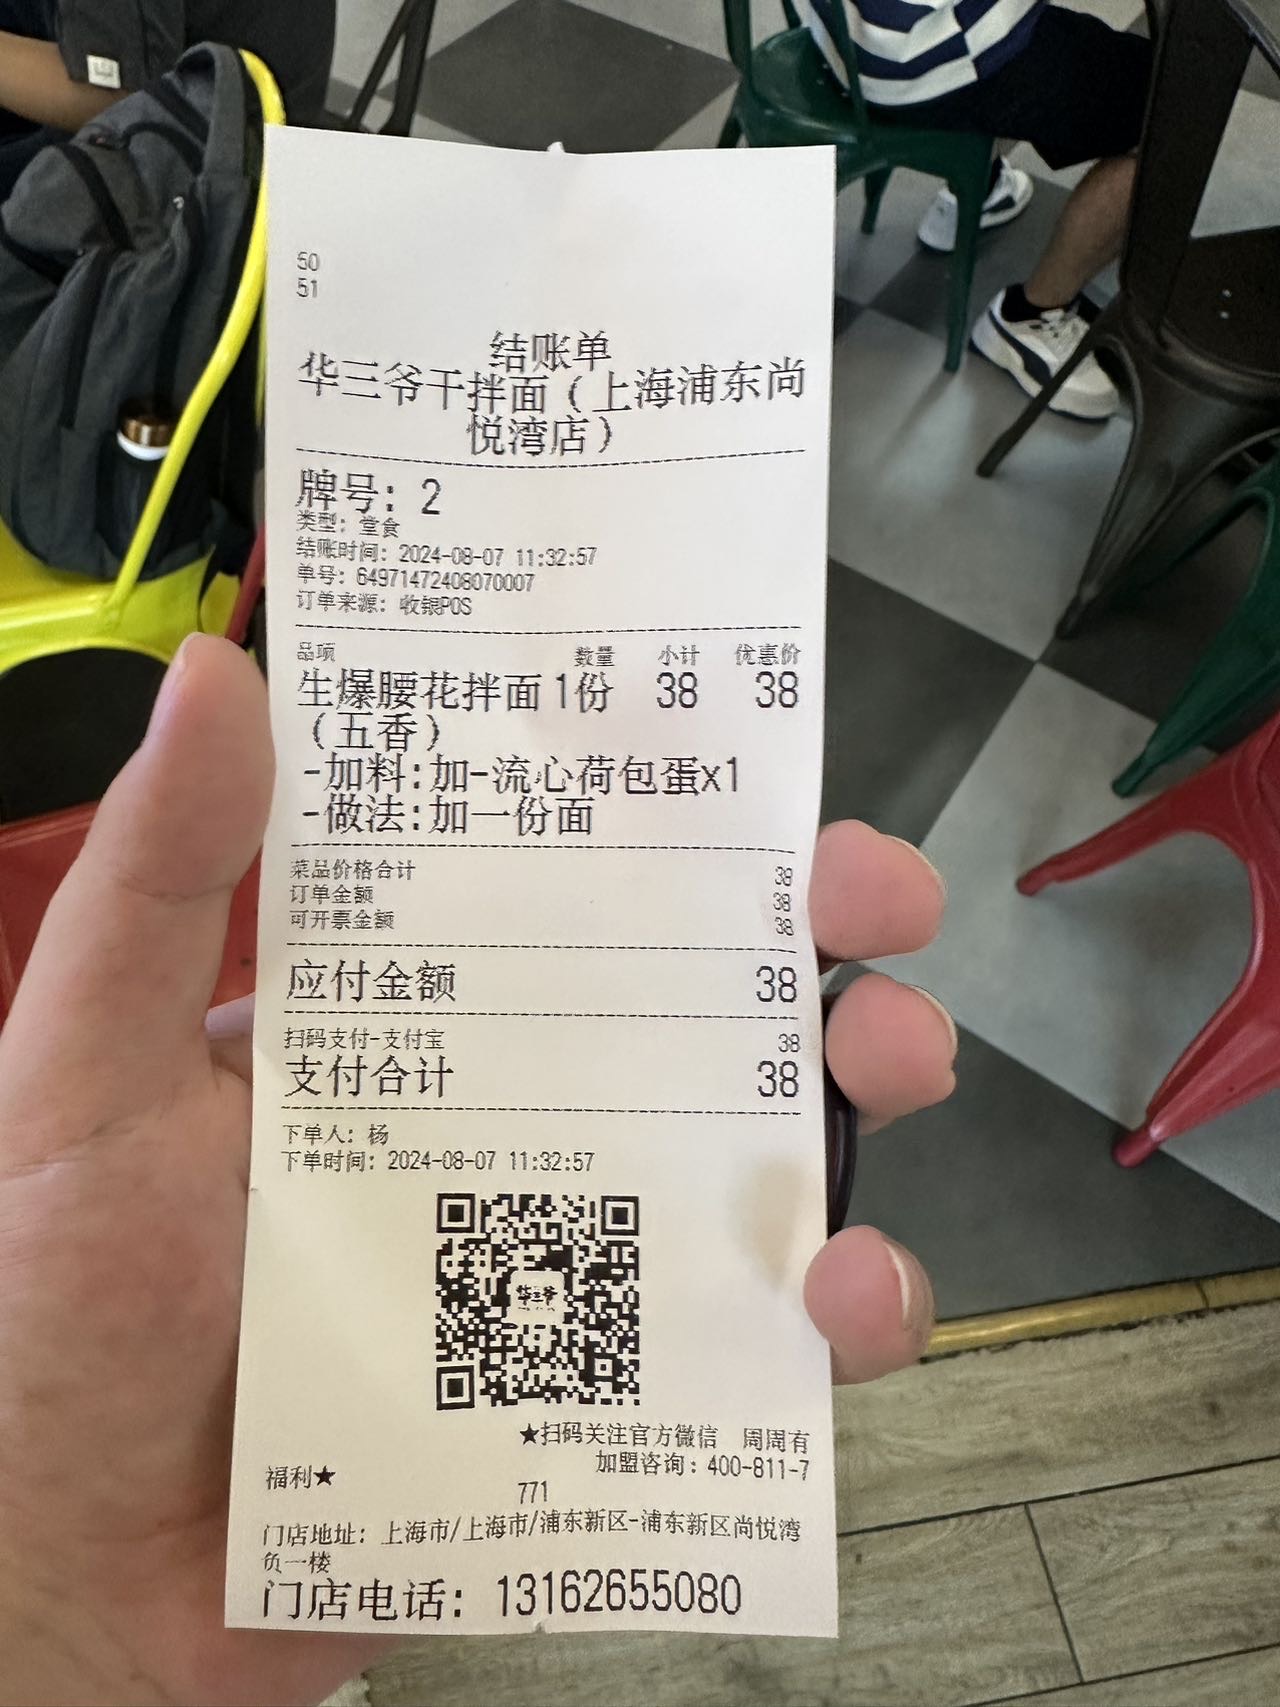 50
51
结账单
华三爷干拌面（上海浦东尚
悦湾店）
牌号：2
类型：堂食
结账时间：2024-08-07 11:32:57
单号：64971472408070007
订单来源：收银POS
品项 数量 小计 优惠价
生爆腰花拌面 1份 38 38
（五香）
-加料:加-流心荷包蛋x1
-做法:加一份面
菜品价格合计 38
订单金额 38
可开票金额 38
应付金额 38
扫码支付-支付宝 38
支付合计 38
下单人：杨
下单时间：2024-08-07 11:32:57
华三爷
★扫码关注官方微信 周周有
福利★ 加盟咨询：400-811-7
771
门店地址：上海市/上海市/浦东新区-浦东新区尚悦湾
负一楼
门店电话：13162655080